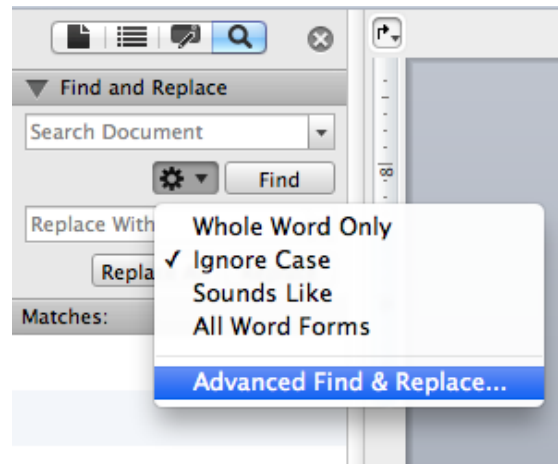 Find and Replace
Search Document
Find
Replace With
Whole Word Only
✓ Ignore Case
Repla
Sounds Like
Matches:
All Word Forms
Advanced Find & Replace...
8